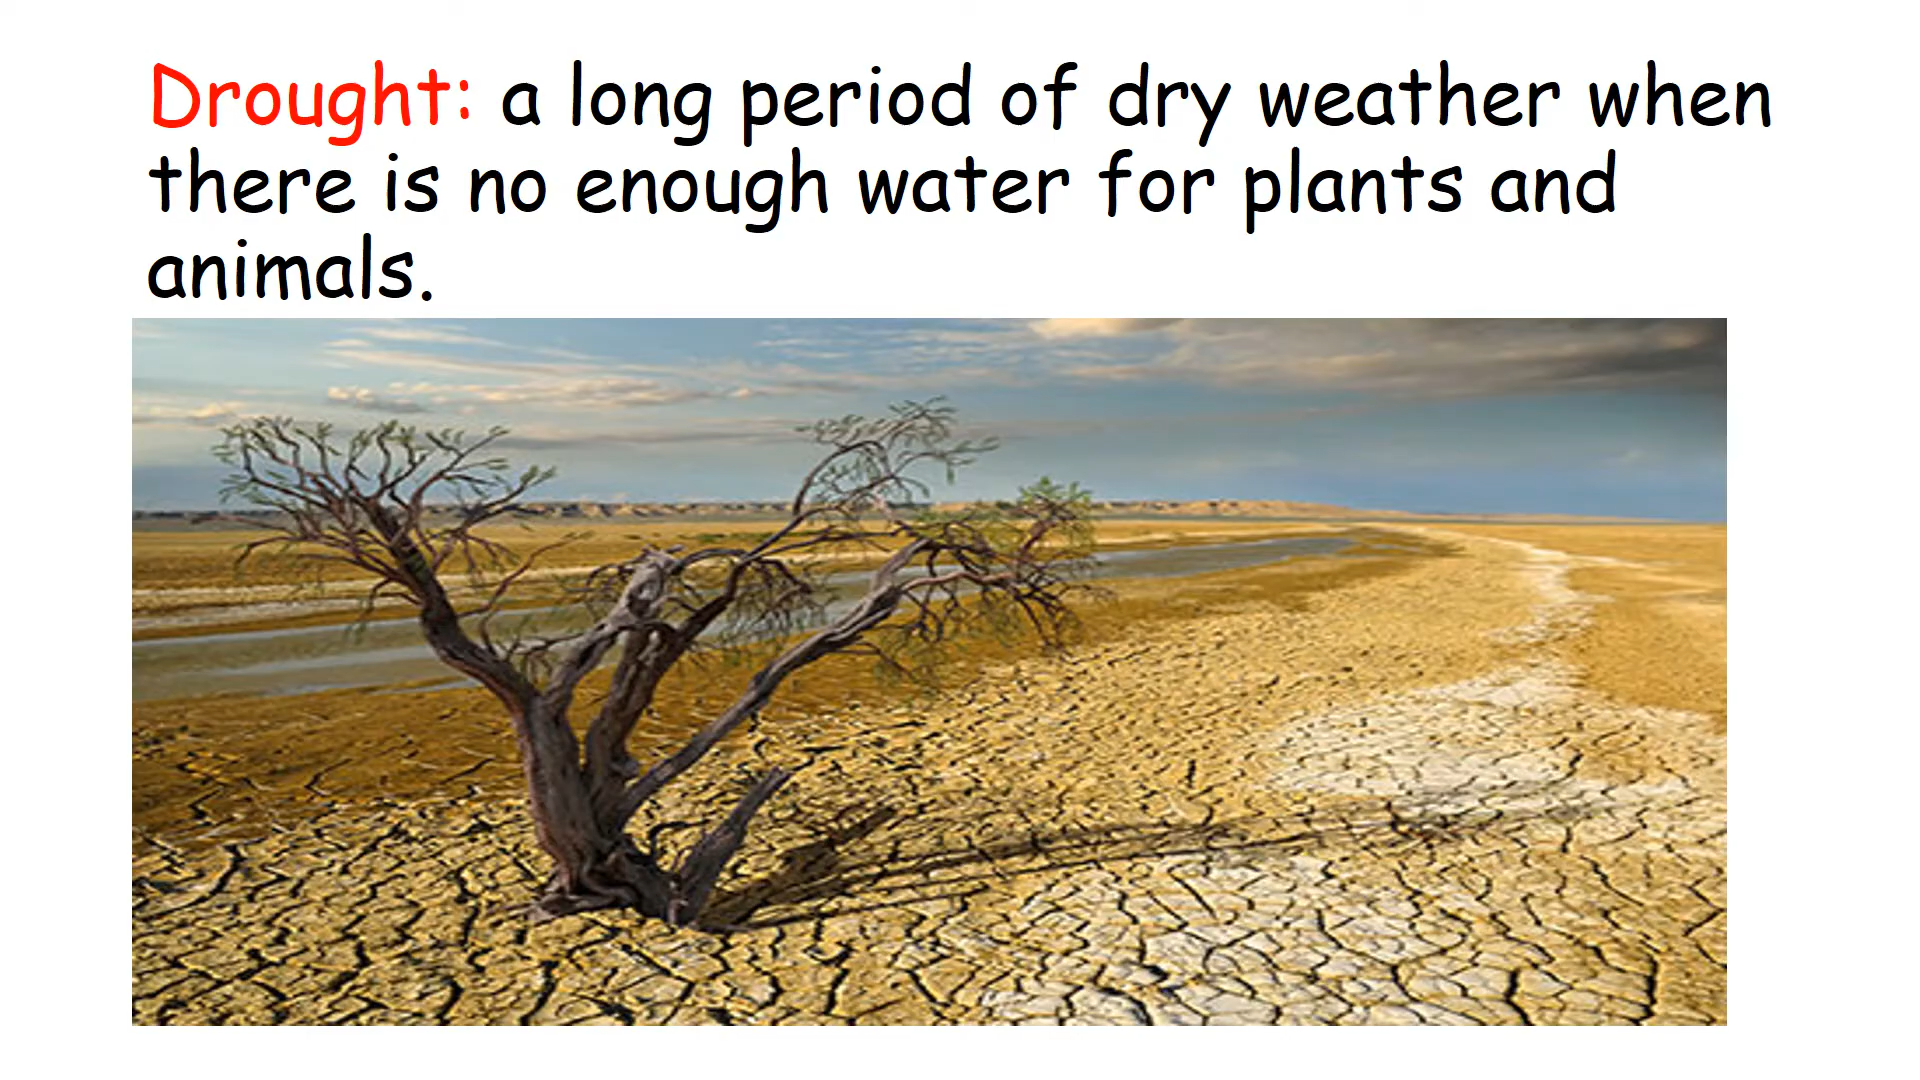 Drought: a long period of dry weather when
there is no enough water for plants and
animals.